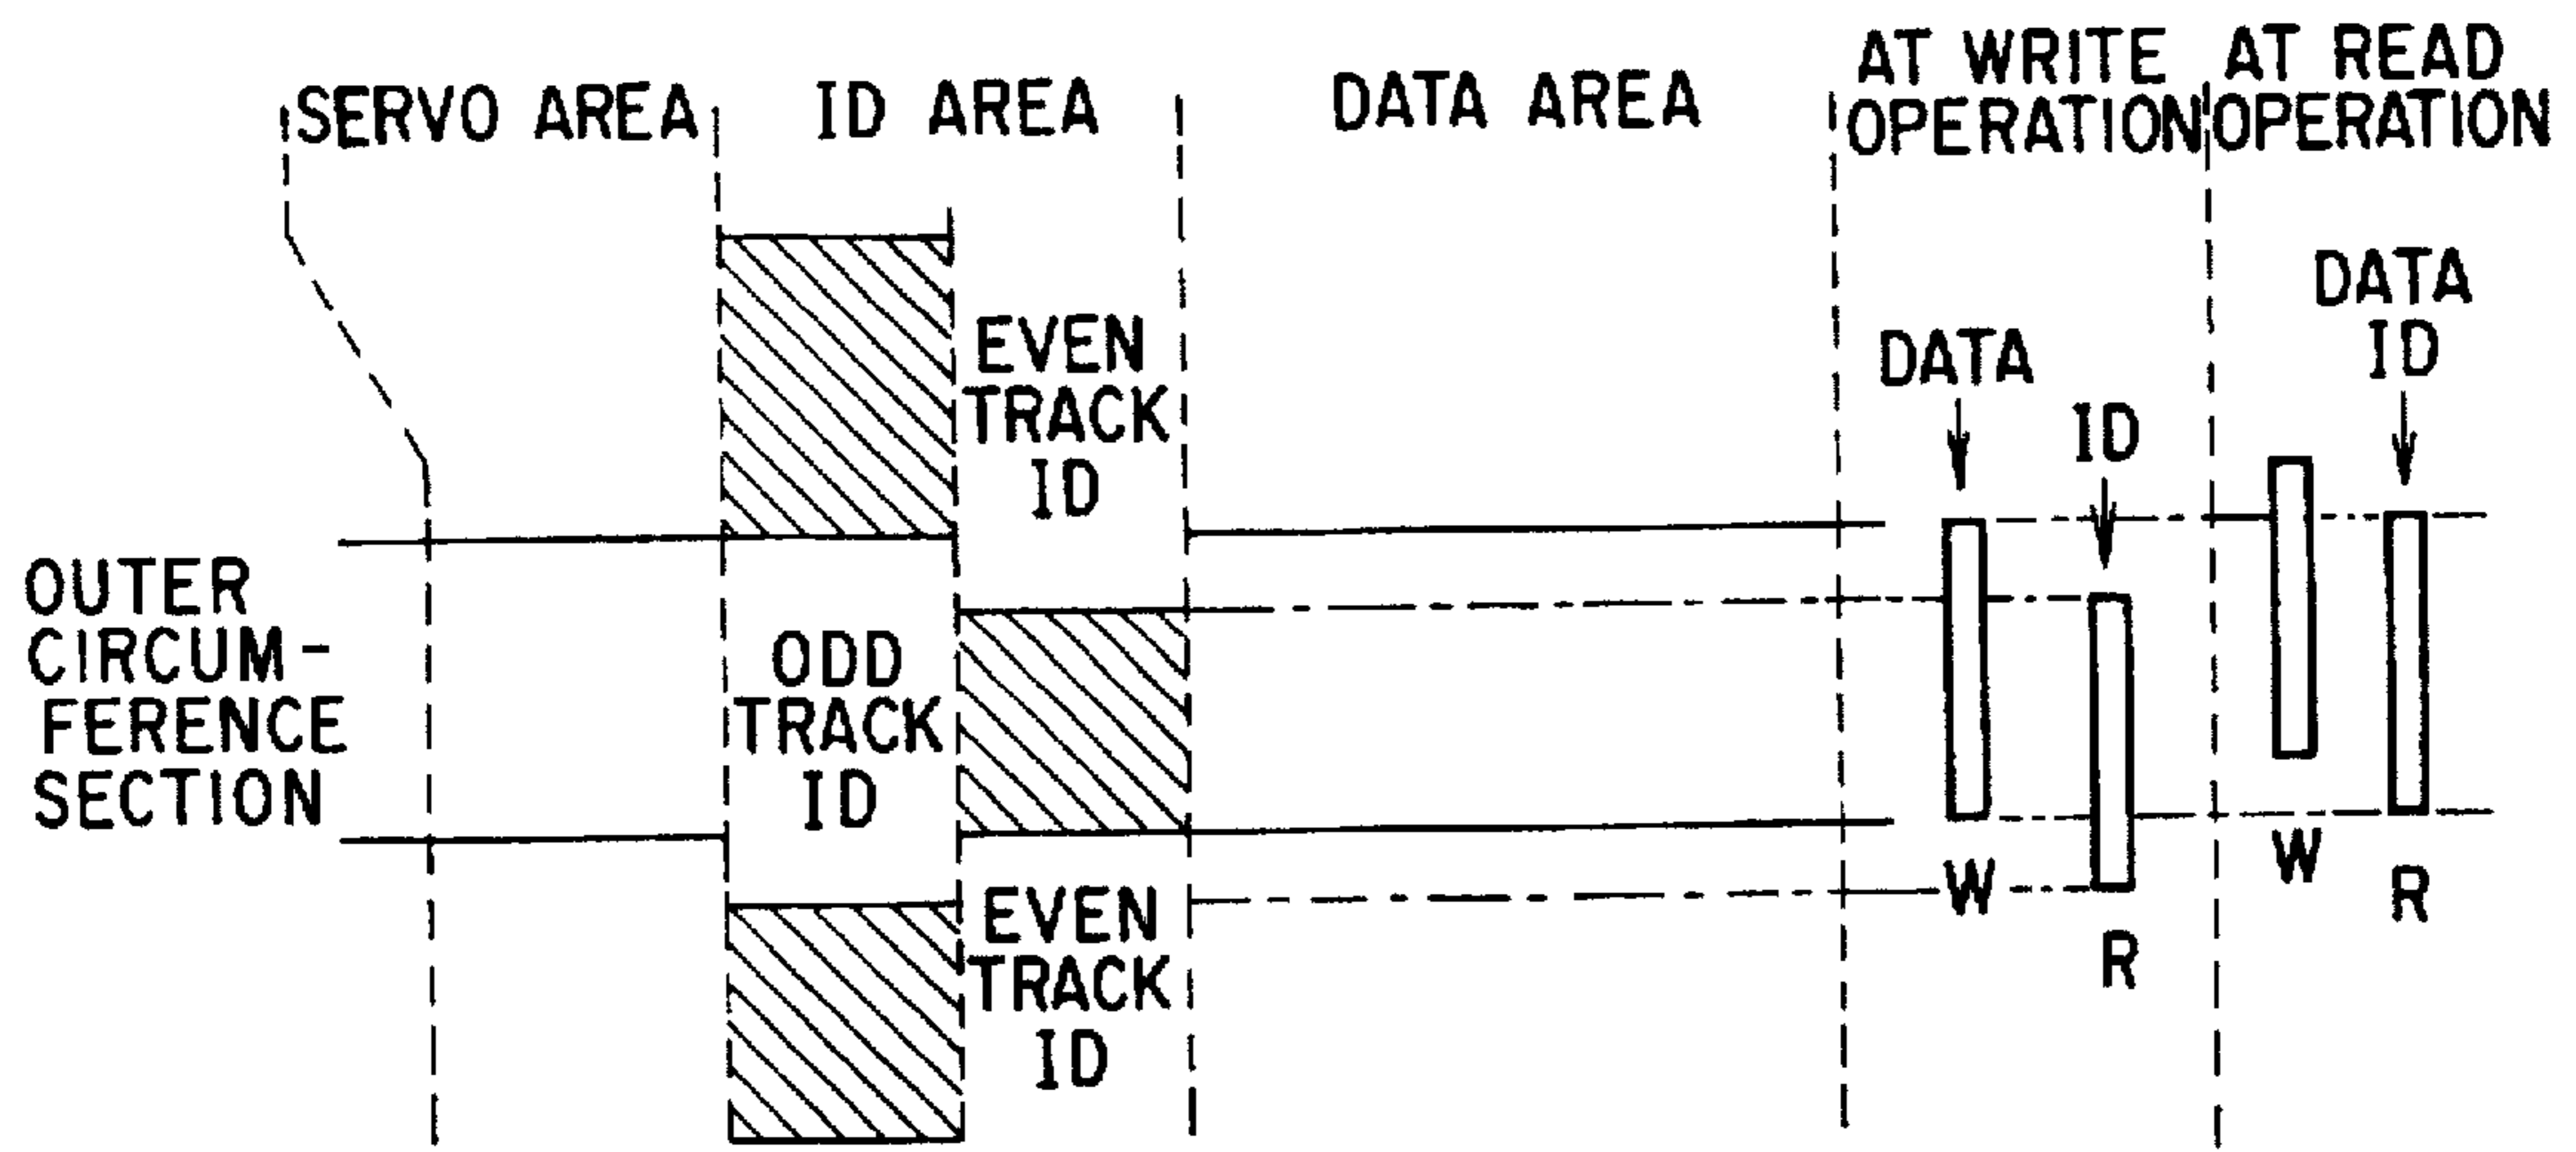 SERVO AREA
ID AREA
DATA AREA
AT WRITE
OPERATION
AT READ
OPERATION
EVEN
TRACK
ID
DATA
ID
DATA
ID
OUTER
CIRCUM-
FERENCE
SECTION
ODD
TRACK
ID
EVEN
TRACK
ID
W
R
W
R